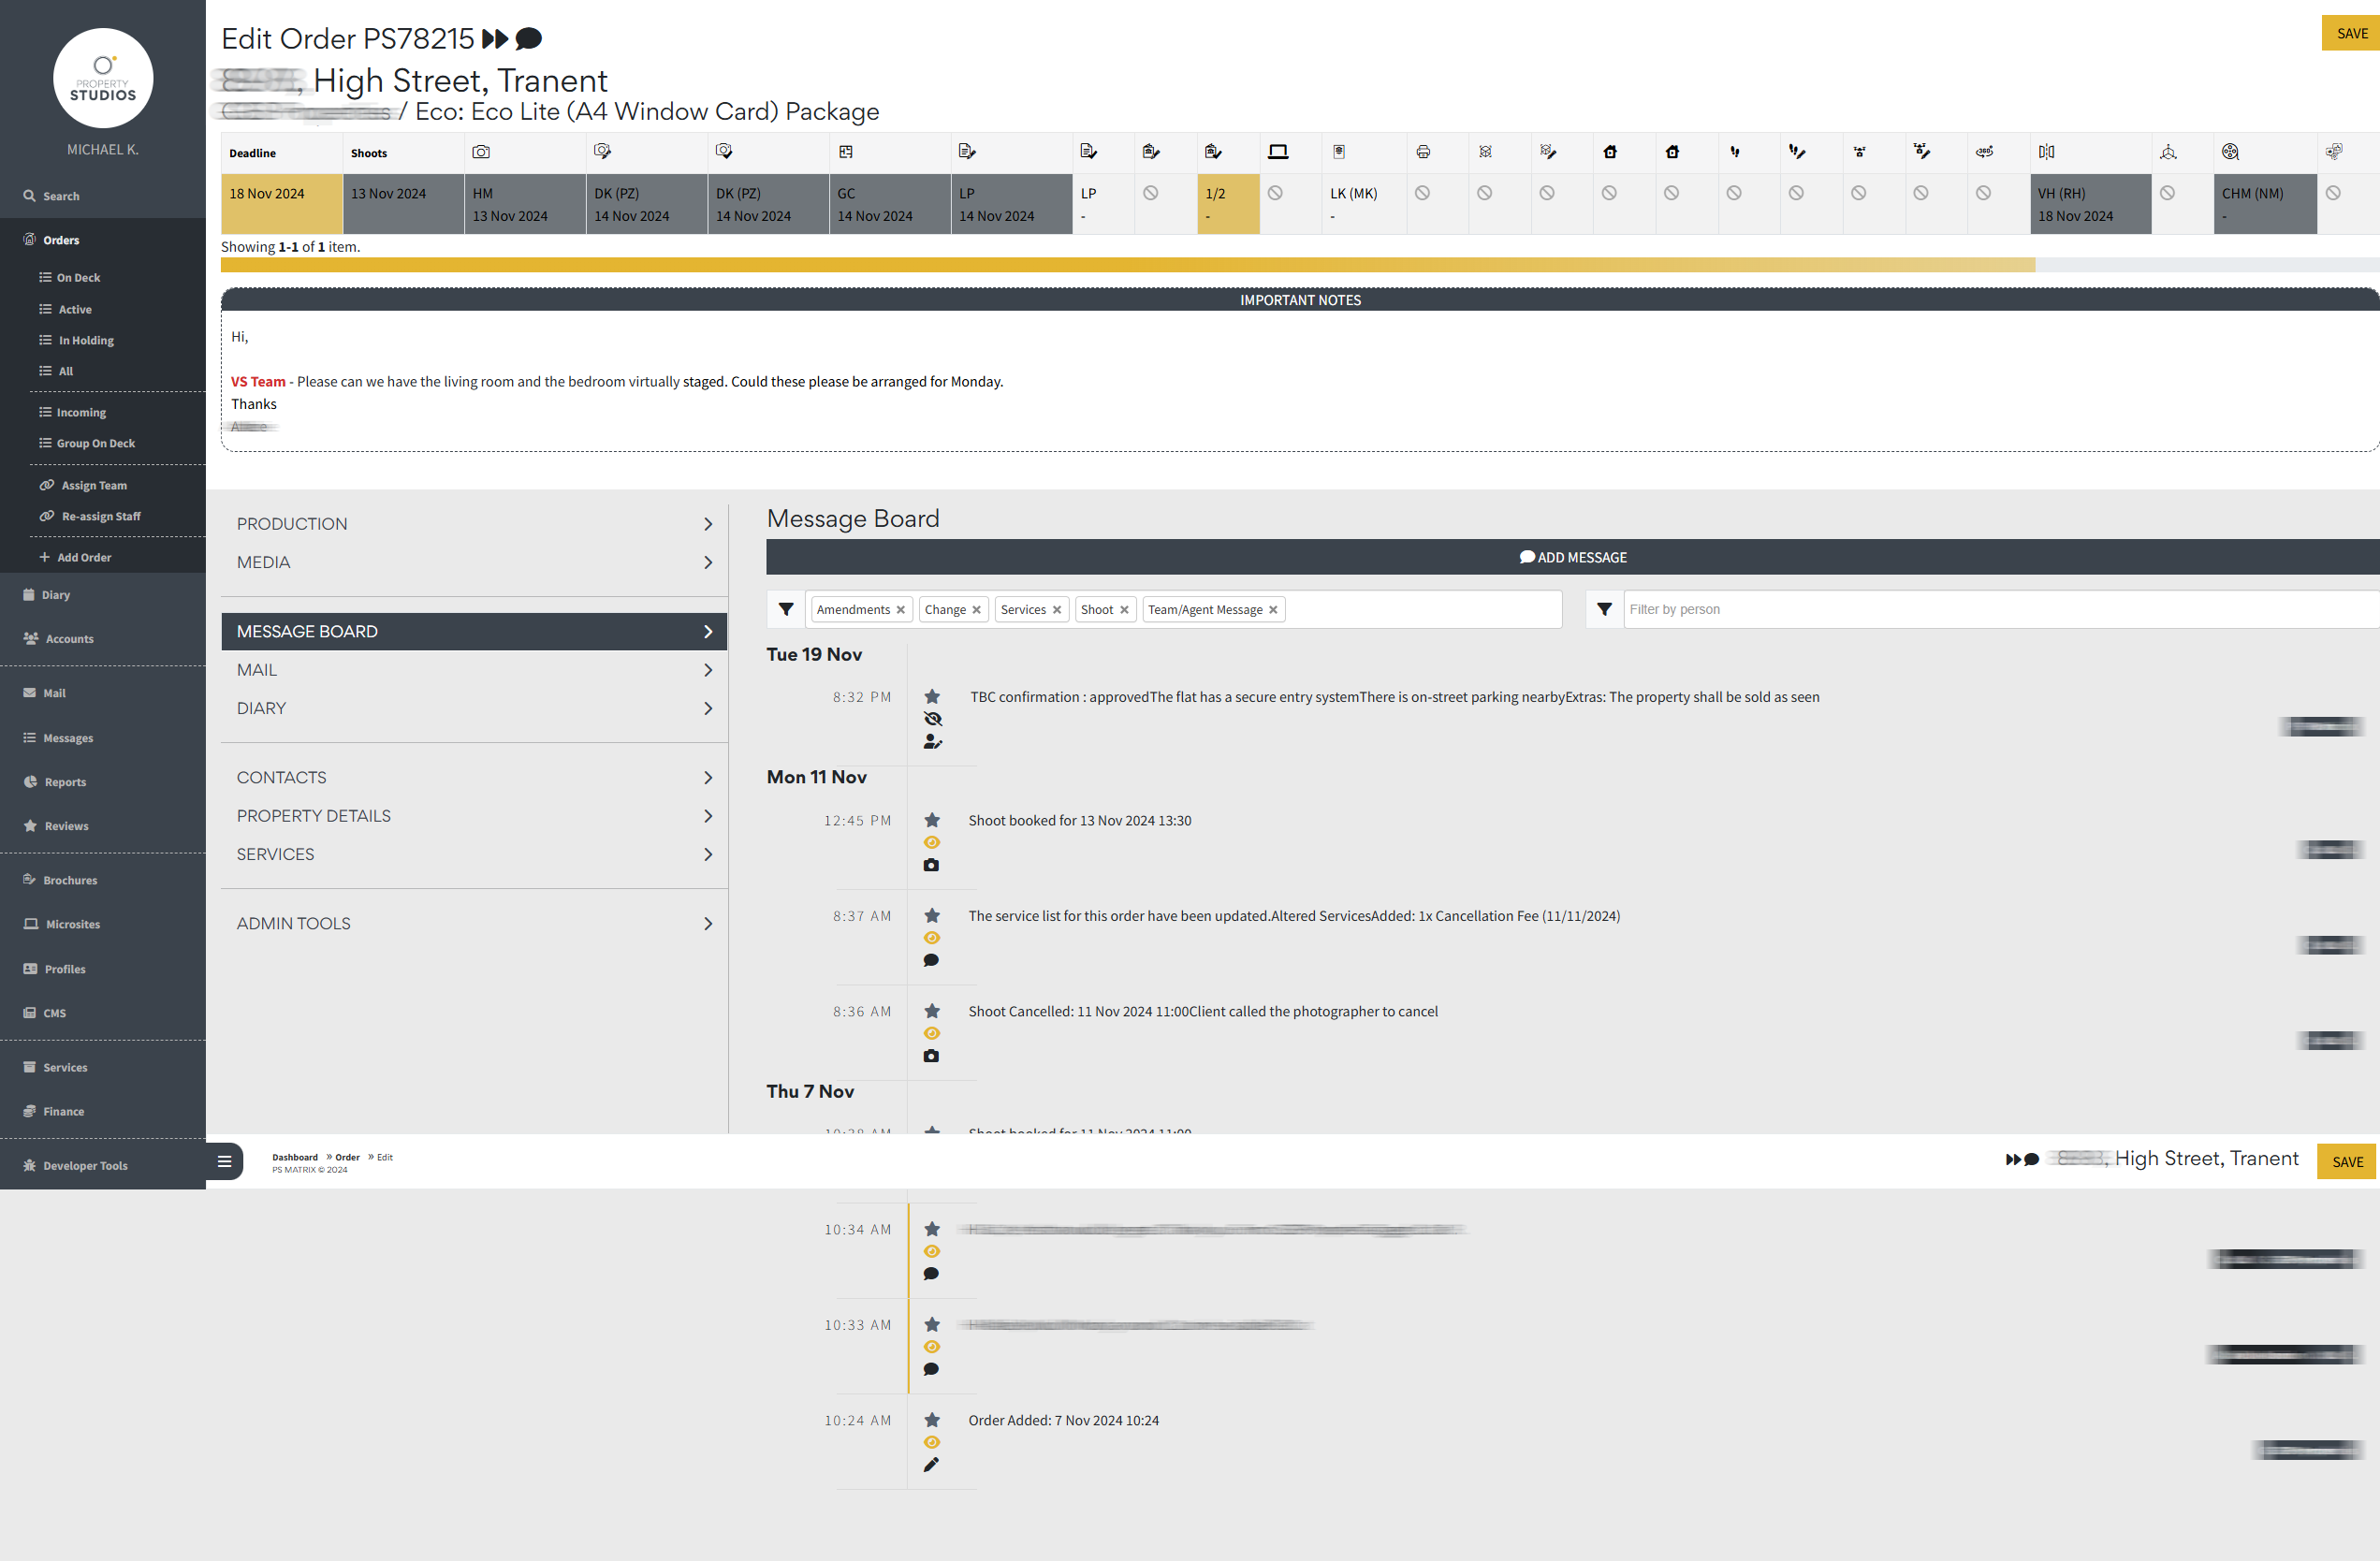 PROPERTY
STUDIOS
MICHAEL K.
Search
Orders
On Deck
Active
In Holding
All
Incoming
Group On Deck
Assign Team
Re-assign Staff
Add Order
Diary
Accounts
Mail
Messages
Reports
Reviews
Brochures
Microsites
Profiles
CMS
Services
Finance
Developer Tools
Edit Order PS78215
SAVE
High Street, Tranent
/ Eco: Eco Lite (A4 Window Card) Package
Deadline Shoots
18 Nov 2024 13 Nov 2024 HM DK (PZ) DK (PZ) GC LP LP 1/2 LK (MK) VH (RH) CHM (NM)
13 Nov 2024 14 Nov 2024 14 Nov 2024 14 Nov 2024 14 Nov 2024 - - - 18 Nov 2024 -
Showing 1-1 of 1 item.
IMPORTANT NOTES
Hi,
VS Team - Please can we have the living room and the bedroom virtually staged. Could these please be arranged for Monday.
Thanks
PRODUCTION
MEDIA
MESSAGE BOARD
MAIL
DIARY
CONTACTS
PROPERTY DETAILS
SERVICES
ADMIN TOOLS
Message Board
ADD MESSAGE
Amendments × Change × Services × Shoot × Team/Agent Message × Filter by person
Tue 19 Nov
8:32 PM TBC confirmation : approvedThe flat has a secure entry systemThere is on-street parking nearbyExtras: The property shall be sold as seen
Mon 11 Nov
12:45 PM Shoot booked for 13 Nov 2024 13:30
8:37 AM The service list for this order have been updated.Altered ServicesAdded: 1x Cancellation Fee (11/11/2024)
8:36 AM Shoot Cancelled: 11 Nov 2024 11:00Client called the photographer to cancel
Thu 7 Nov
10:38 AM Shoot booked for 11 Nov 2024 11:00
Dashboard » Order » Edit
PS MATRIX © 2024
High Street, Tranent SAVE
10:34 AM
10:33 AM
10:24 AM Order Added: 7 Nov 2024 10:24